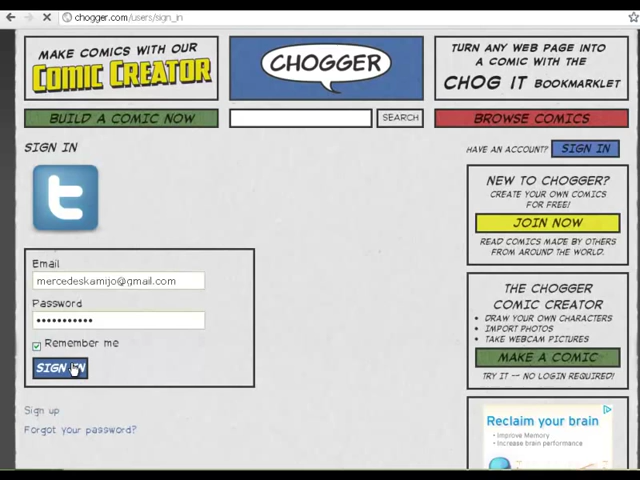 chogger.com/users/sign_in
MAKE COMICS WITH OUR
COMIC CREATOR
CHOGGER
TURN ANY WEB PAGE INTO
A COMIC WITH THE
CHOG IT BOOKMARKLET
BUILD A COMIC NOW
SEARCH
BROWSE COMICS
SIGN IN
HAVE AN ACCOUNT? SIGN IN
t
NEW TO CHOGGER?
CREATE YOUR OWN COMICS
FOR FREE!
JOIN NOW
READ COMICS MADE BY OTHERS
FROM AROUND THE WORLD.
Email
mercedeskamijo@gmail.com
Password
•••••••••••
Remember me
SIGN IN
THE CHOGGER
COMIC CREATOR
• DRAW YOUR OWN CHARACTERS
• IMPORT PHOTOS
• TAKE WEBCAM PICTURES
MAKE A COMIC
TRY IT -- NO LOGIN REQUIRED!
Sign up
Forgot your password?
Reclaim your brain
• Improve Memory
• Increase brain performance